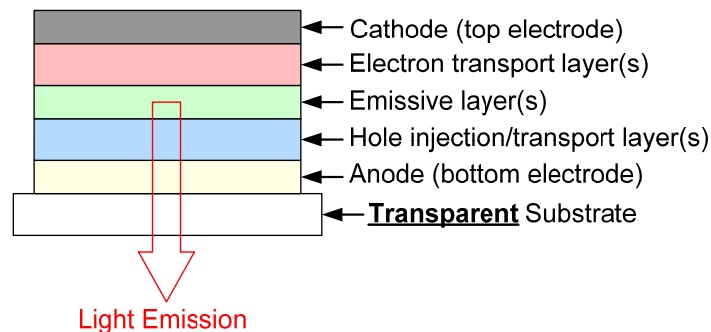 Cathode (top electrode)
Electron transport layer(s)
Emissive layer(s)
Hole injection/transport layer(s)
Anode (bottom electrode)
Transparent Substrate
Light Emission